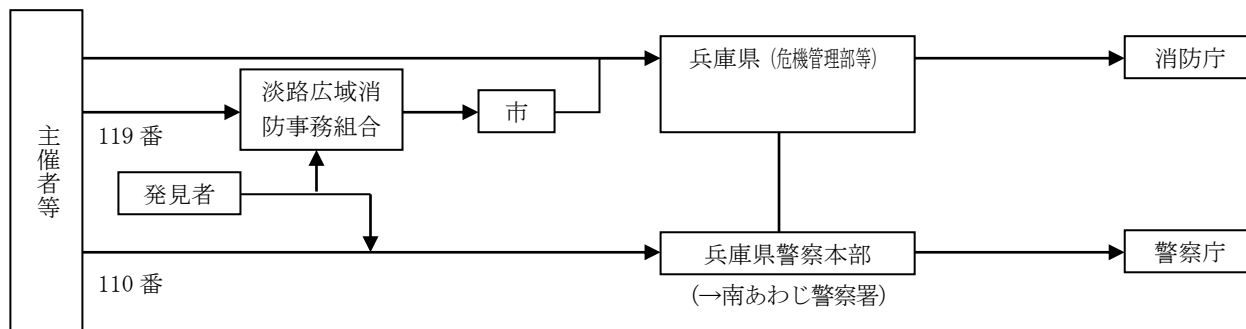 主催者等
兵庫県（危機管理部等）
消防庁
淡路広域消
防事務組合
市
119 番
発見者
兵庫県警察本部
警察庁
110 番
（→南あわじ警察署）